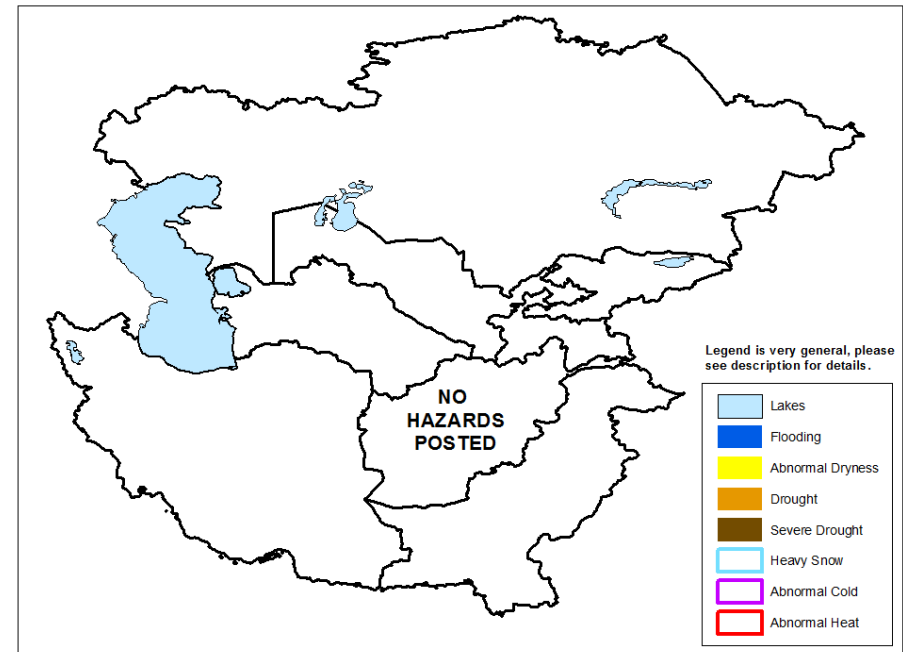 Legend is very general, please
see description for details.
NO
HAZARDS
POSTED
Lakes
Flooding
Abnormal Dryness
Drought
Severe Drought
Heavy Snow
Abnormal Cold
Abnormal Heat